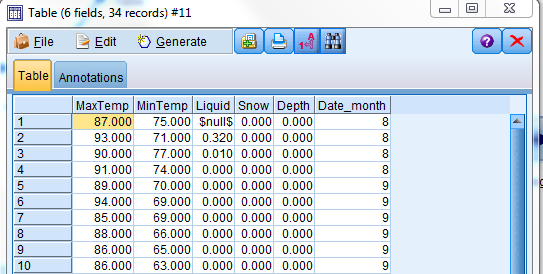 Table (6 fields, 34 records) #11
File Edit Generate
Table Annotations
MaxTemp MinTemp Liquid Snow Depth Date_month
1 87.000 75.000 $null$ 0.000 0.000 8
2 93.000 71.000 0.320 0.000 0.000 8
3 90.000 77.000 0.010 0.000 0.000 8
4 91.000 74.000 0.000 0.000 0.000 8
5 89.000 70.000 0.000 0.000 0.000 9
6 94.000 69.000 0.000 0.000 0.000 9
7 85.000 69.000 0.000 0.000 0.000 9
8 88.000 66.000 0.000 0.000 0.000 9
9 86.000 65.000 0.000 0.000 0.000 9
10 86.000 63.000 0.000 0.000 0.000 9